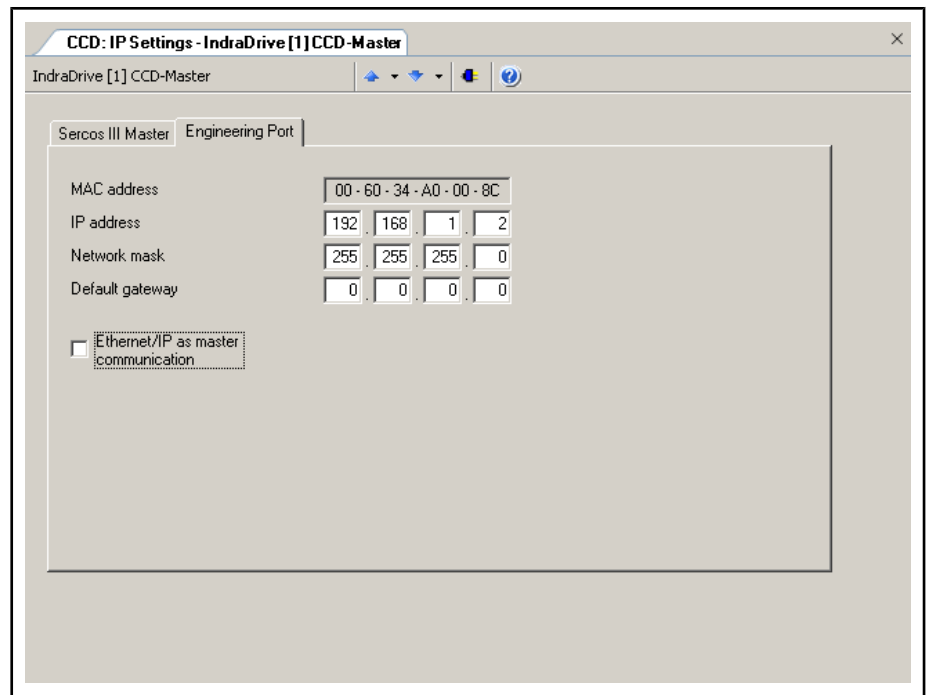 CCD: IP Settings - IndraDrive [1] CCD-Master
IndraDrive [1] CCD-Master
Sercos III Master Engineering Port
MAC address 00 - 60 - 34 - A0 - 00 - 8C
IP address 192 . 168 . 1 . 2
Network mask 255 . 255 . 255 . 0
Default gateway 0 . 0 . 0 . 0
Ethernet/IP as master
communication